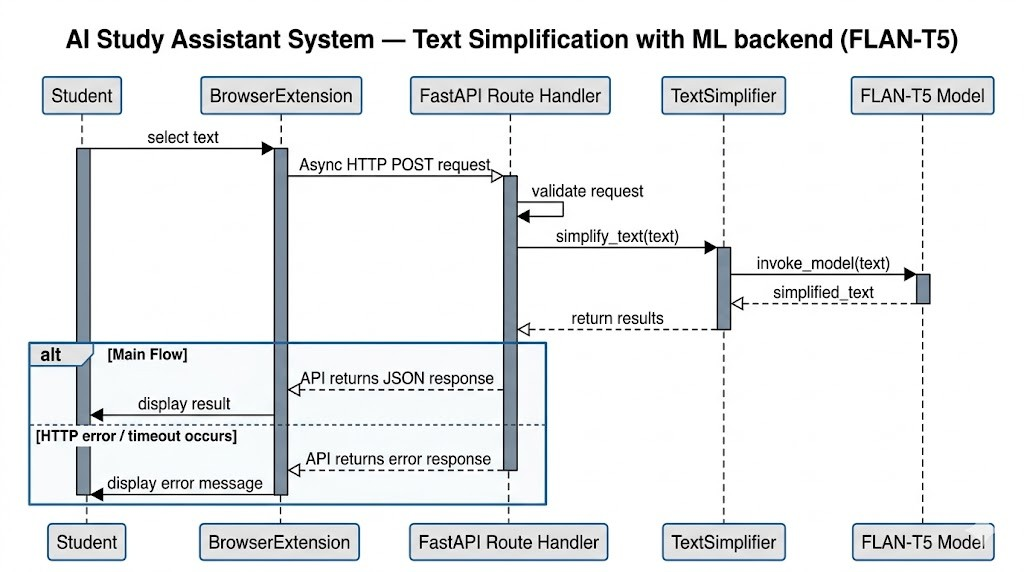 AI Study Assistant System — Text Simplification with ML backend (FLAN-T5)
Student
BrowserExtension
FastAPI Route Handler
TextSimplifier
FLAN-T5 Model
select text
Async HTTP POST request
validate request
simplify_text(text)
invoke_model(text)
simplified_text
return results
alt
[Main Flow]
API returns JSON response
display result
[HTTP error / timeout occurs]
API returns error response
display error message
Student
BrowserExtension
FastAPI Route Handler
TextSimplifier
FLAN-T5 Model